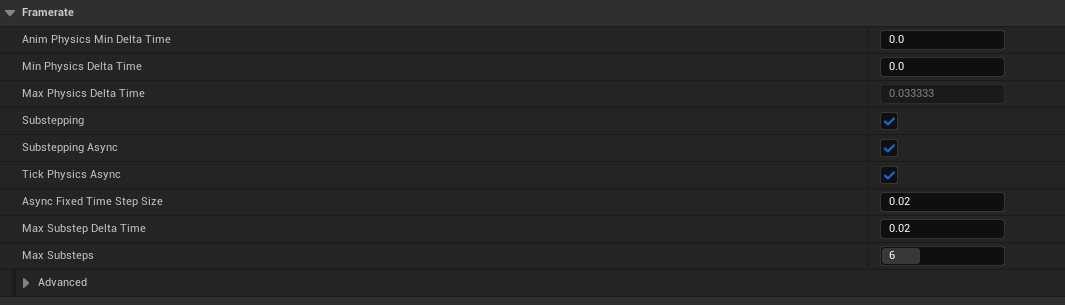 Framerate
Anim Physics Min Delta Time 0.0
Min Physics Delta Time 0.0
Max Physics Delta Time 0.033333
Substepping
Substepping Async
Tick Physics Async
Async Fixed Time Step Size 0.02
Max Substep Delta Time 0.02
Max Substeps 6
Advanced